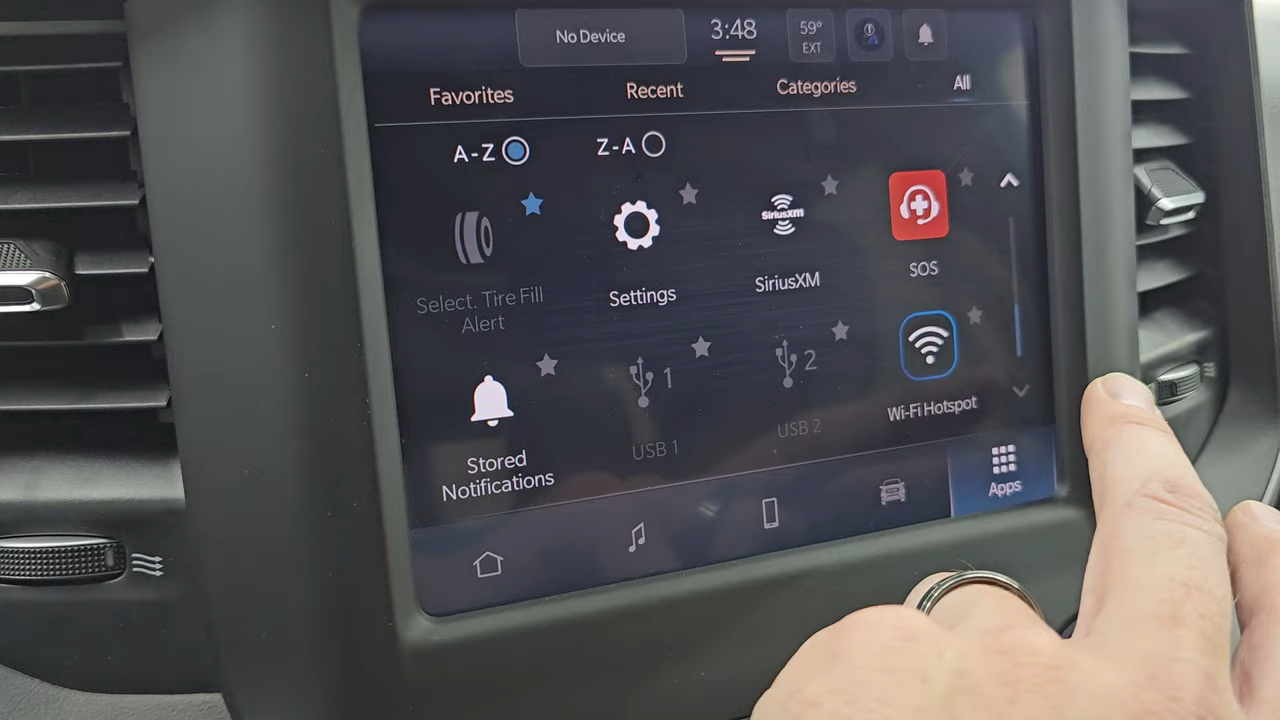 No Device
3:48
59°
EXT
Favorites
Recent
Categories
All
A-Z
Z-A
SiriusXM
Select. Tire Fill
Alert
Settings
SiriusXM
SOS
1
2
Stored
Notifications
USB 1
USB 2
Wi-Fi Hotspot
Apps